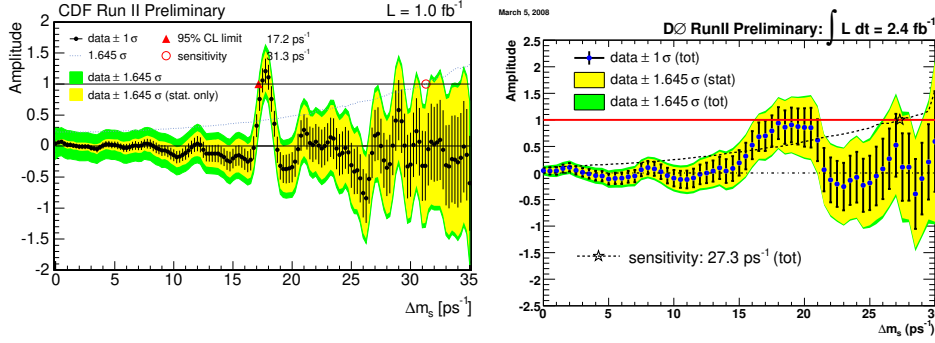 CDF Run II Preliminary
L = 1.0 fb⁻¹
Amplitude
2
1.5
1
0.5
0
-0.5
-1
-1.5
-2
data ± 1 σ
95% CL limit
17.2 ps⁻¹
1.645 σ
sensitivity
31.3 ps⁻¹
data ± 1.645 σ
data ± 1.645 σ (stat. only)
0 5 10 15 20 25 30 35
Δmₛ [ps⁻¹]
March 5, 2008
DØ RunII Preliminary: ∫ L dt = 2.4 fb⁻¹
Amplitude
2.5
2
1.5
1
0.5
0
-0.5
-1
-1.5
-2
-2.5
data ± 1 σ (tot)
data ± 1.645 σ (stat)
data ± 1.645 σ (tot)
sensitivity: 27.3 ps⁻¹ (tot)
0 5 10 15 20 25 30
Δmₛ (ps⁻¹)